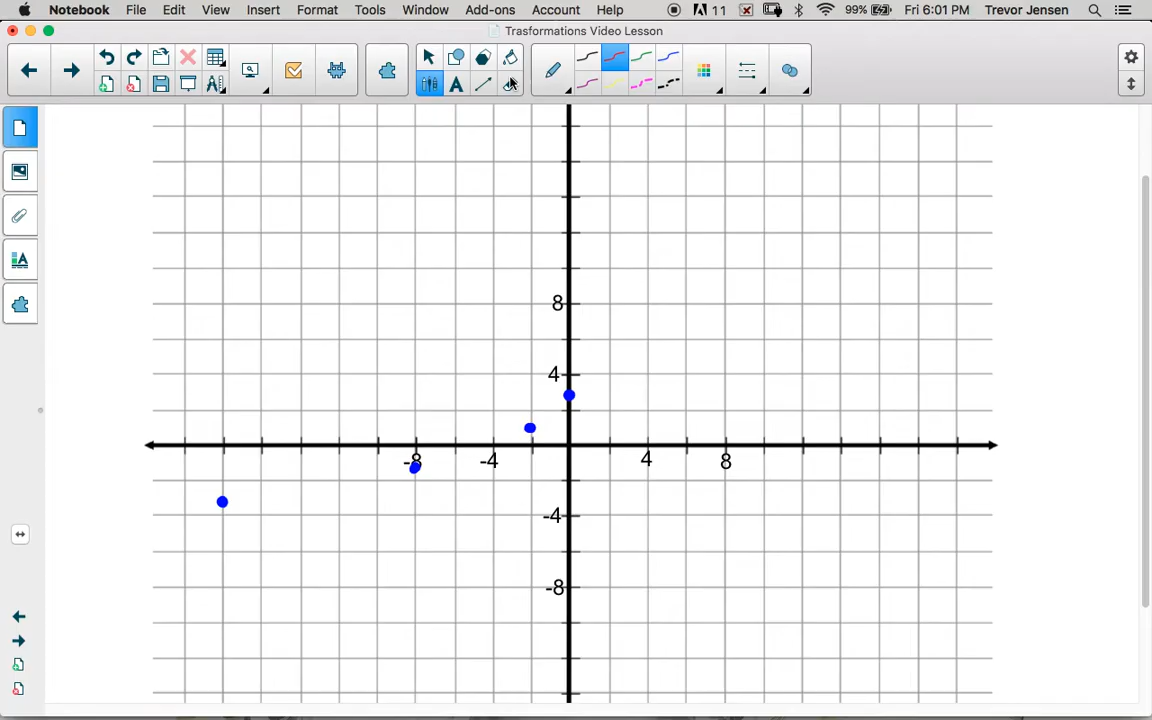 Notebook File Edit View Insert Format Tools Window Add-ons Account Help 11 99% Fri 6:01 PM Trevor Jensen
Trasformations Video Lesson
8
4
-8 -4 4 8
-4
-8